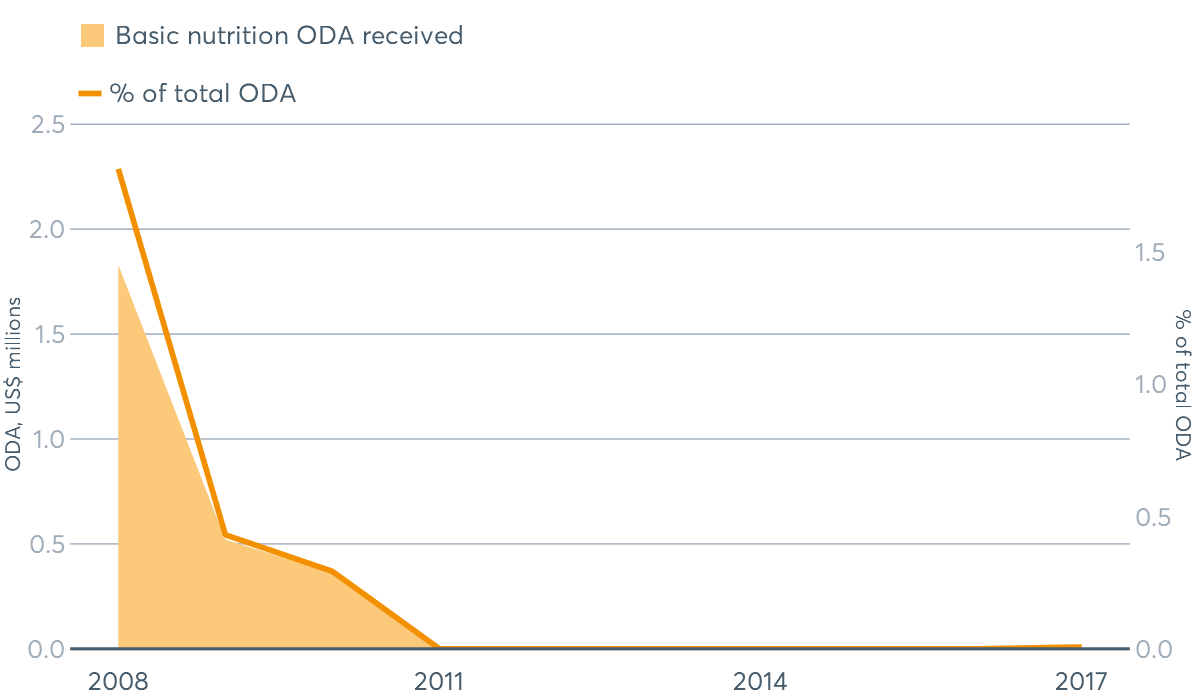 Basic nutrition ODA received
% of total ODA
2.5
2.0
1.5
1.0
0.5
0.0
ODA, US$ millions
1.5
1.0
0.5
0.0
% of total ODA
2008 2011 2014 2017